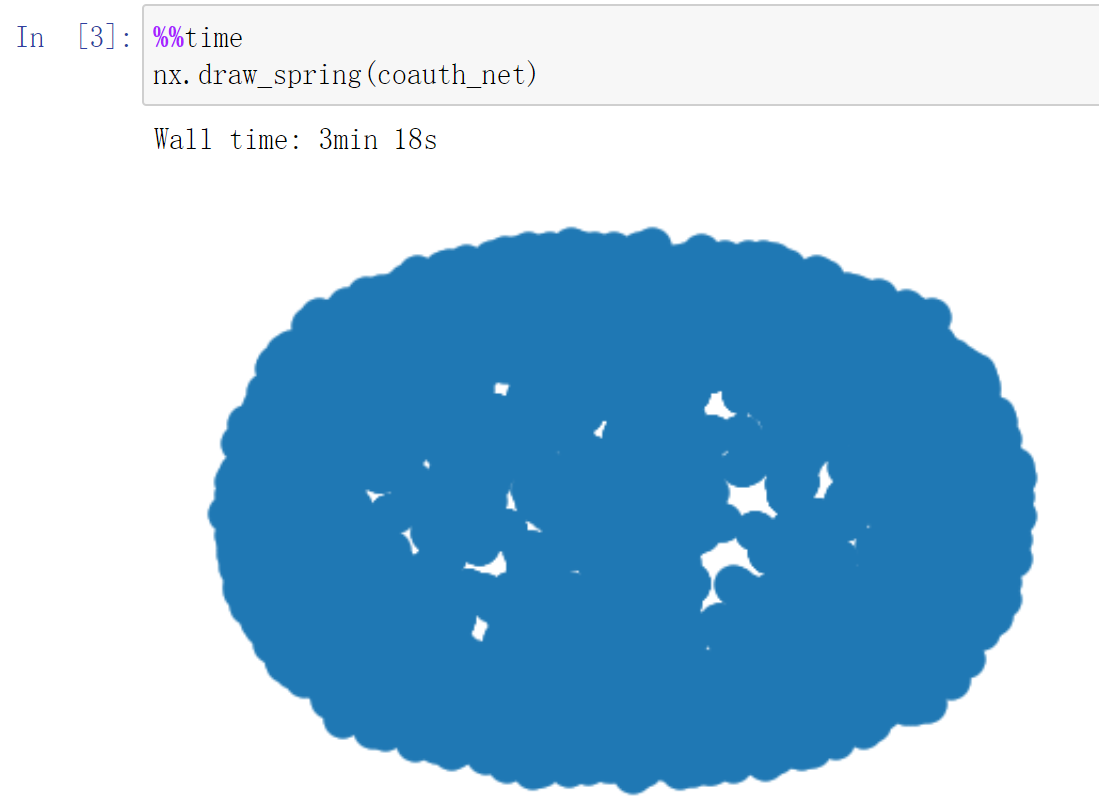 In [3]: %%time
nx.draw_spring(coauth_net)
Wall time: 3min 18s